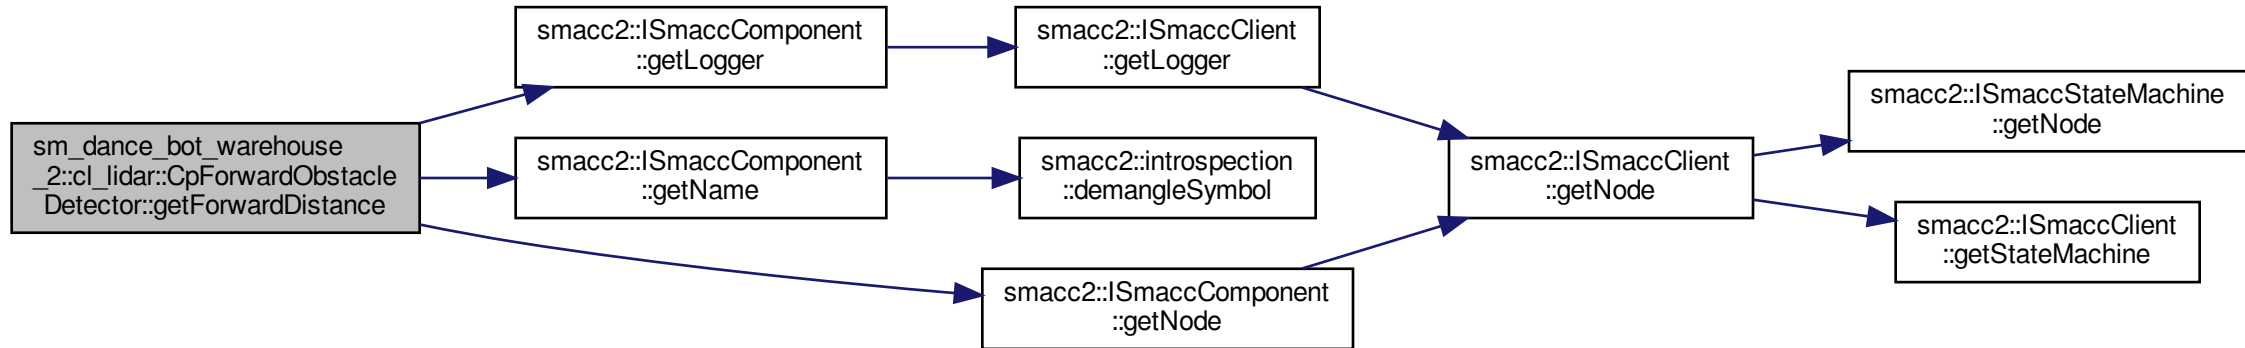 sm_dance_bot_warehouse
_2::cl_lidar::CpForwardObstacle
Detector::getForwardDistance
smacc2::ISmaccComponent
::getLogger
smacc2::ISmaccClient
::getLogger
smacc2::ISmaccComponent
::getName
smacc2::introspection
::demangleSymbol
smacc2::ISmaccComponent
::getNode
smacc2::ISmaccClient
::getNode
smacc2::ISmaccStateMachine
::getNode
smacc2::ISmaccClient
::getStateMachine